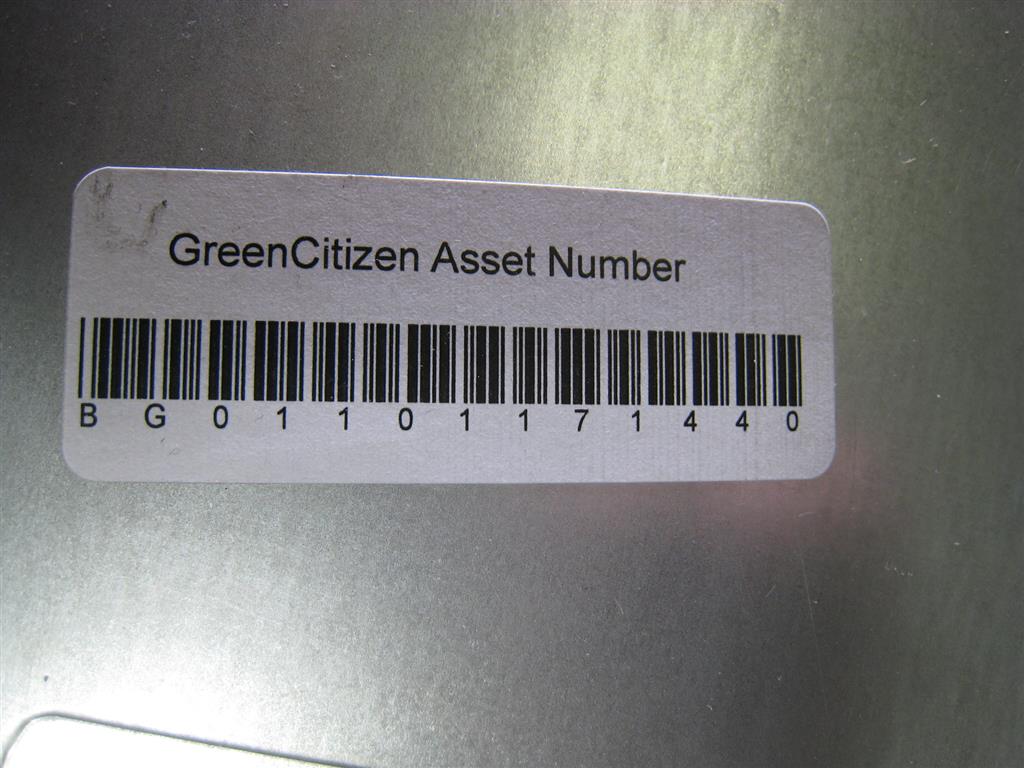 GreenCitizen Asset Number
B G 0 1 1 0 1 1 7 1 4 4 0